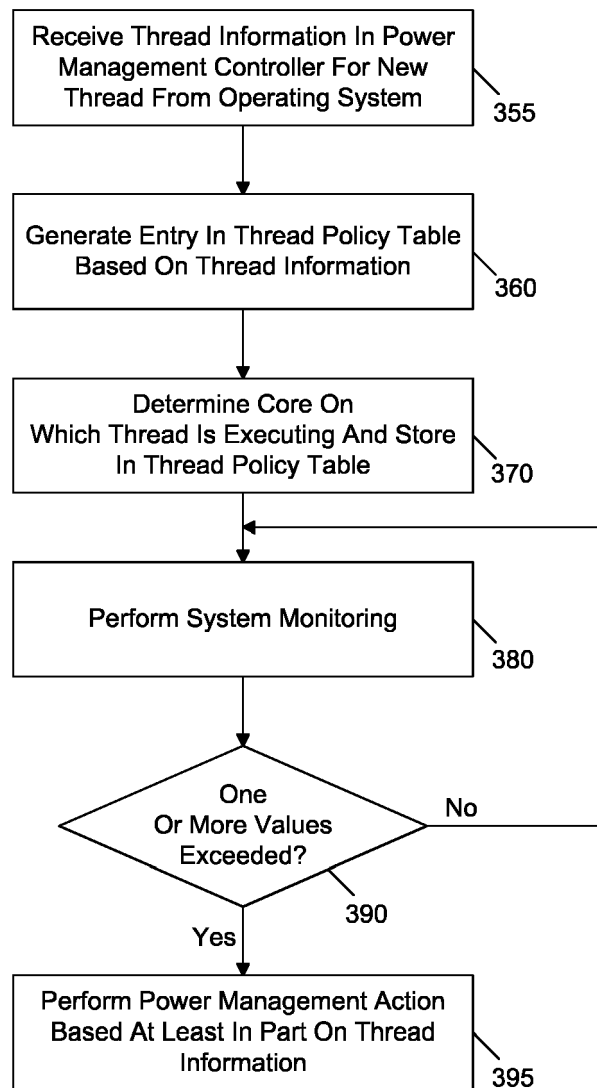 Receive Thread Information In Power
Management Controller For New
Thread From Operating System
355
Generate Entry In Thread Policy Table
Based On Thread Information
360
Determine Core On
Which Thread Is Executing And Store
In Thread Policy Table
370
Perform System Monitoring
380
One
Or More Values
Exceeded?
No
390
Yes
Perform Power Management Action
Based At Least In Part On Thread
Information
395